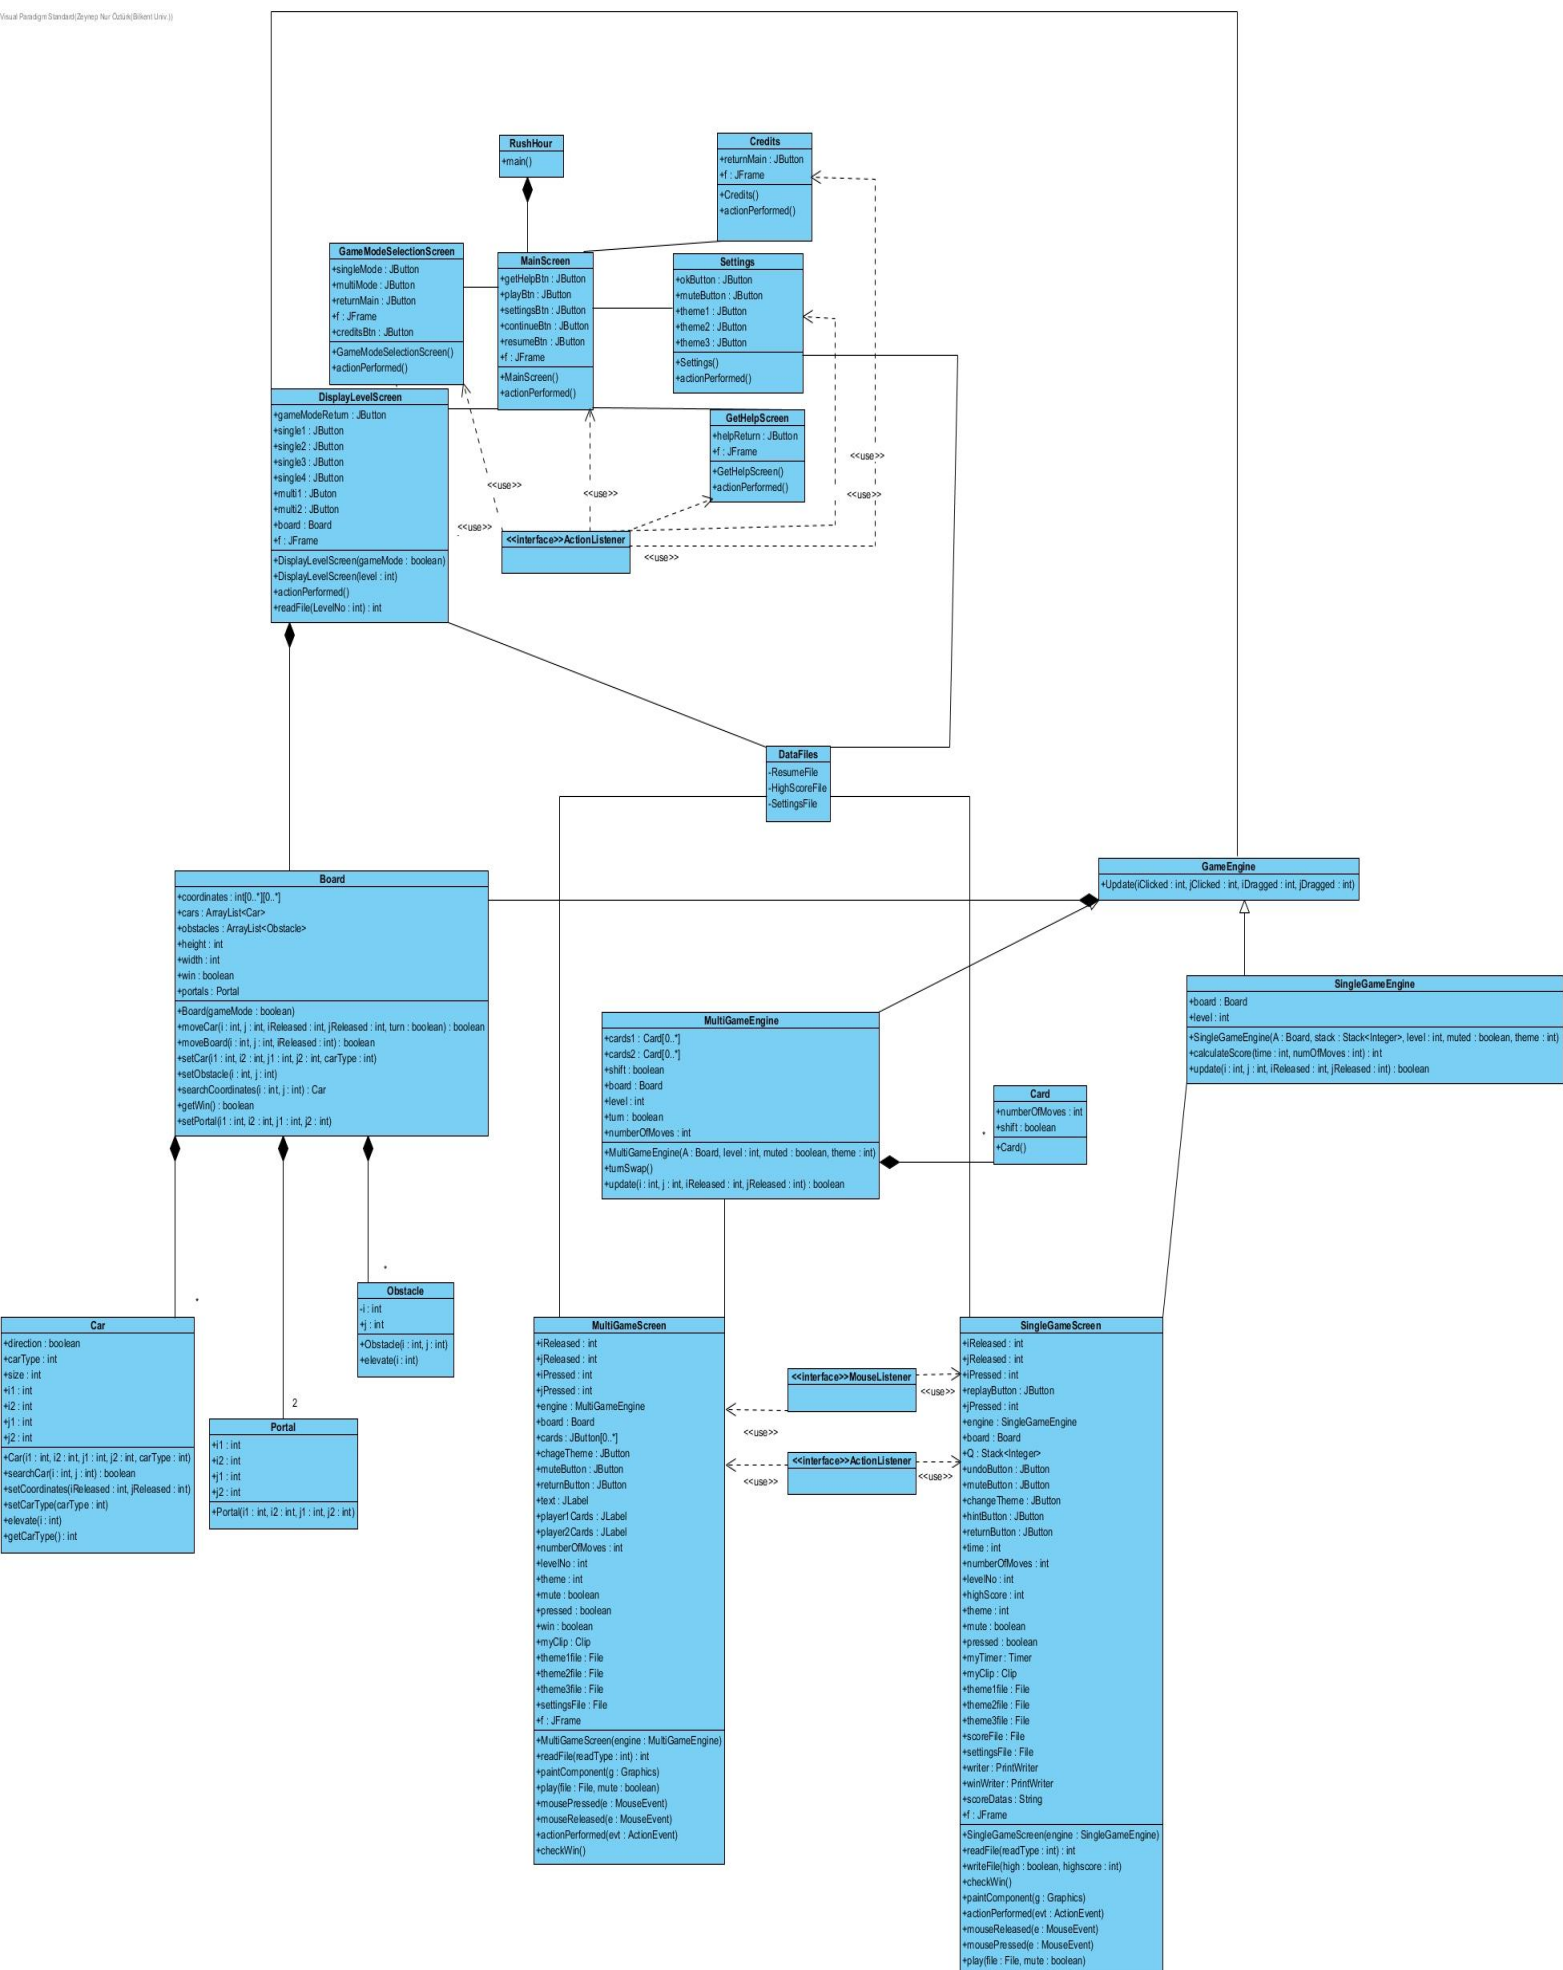 Visual Paradigm Standard(Zeynep Nur Öztürk(Bilkent Univ.))
RushHour
+main()
Credits
+returnMain : JButton
+f : JFrame
+Credits()
+actionPerformed()
GameModeSelectionScreen
+singleMode : JButton
+multiMode : JButton
+returnMain : JButton
+f : JFrame
+creditsBtn : JButton
+GameModeSelectionScreen()
+actionPerformed()
MainScreen
+getHelpBtn : JButton
+playBtn : JButton
+settingsBtn : JButton
+continueBtn : JButton
+resumeBtn : JButton
+f : JFrame
+MainScreen()
+actionPerformed()
Settings
+okButton : JButton
+muteButton : JButton
+theme1 : JButton
+theme2 : JButton
+theme3 : JButton
+Settings()
+actionPerformed()
DisplayLevelScreen
+gameModeReturn : JButton
+single1 : JButton
+single2 : JButton
+single3 : JButton
+single4 : JButton
+multi1 : JButon
+multi2 : JButton
+board : Board
+f : JFrame
+DisplayLevelScreen(gameMode : boolean)
+DisplayLevelScreen(level : int)
+actionPerformed()
+readFile(LevelNo : int) : int
GetHelpScreen
+helpReturn : JButton
+f : JFrame
+GetHelpScreen()
+actionPerformed()
<<use>>
<<use>>
<<use>>
<<use>>
<<use>>
<<interface>>ActionListener
<<use>>
DataFiles
-ResumeFile
-HighScoreFile
-SettingsFile
GameEngine
+Update(iClicked : int, jClicked : int, iDragged : int, jDragged : int)
Board
+coordinates : int[0..*][0..*]
+cars : ArrayList<Car>
+obstacles : ArrayList<Obstacle>
+height : int
+width : int
+win : boolean
+portals : Portal
+Board(gameMode : boolean)
+moveCar(i : int, j : int, iReleased : int, jReleased : int, turn : boolean) : boolean
+moveBoard(i : int, j : int, iReleased : int) : boolean
+setCar(i1 : int, i2 : int, j1 : int, j2 : int, carType : int)
+setObstacle(i : int, j : int)
+searchCoordinates(i : int, j : int) : Car
+getWin() : boolean
+setPortal(i1 : int, i2 : int, j1 : int, j2 : int)
SingleGameEngine
+board : Board
+level : int
+SingleGameEngine(A : Board, stack : Stack<Integer>, level : int, muted : boolean, theme : int)
+calculateScore(time : int, numOfMoves : int) : int
+update(i : int, j : int, iReleased : int, jReleased : int) : boolean
MultiGameEngine
+cards1 : Card[0..*]
+cards2 : Card[0..*]
+shift : boolean
+board : Board
+level : int
+turn : boolean
+numberOfMoves : int
+MultiGameEngine(A : Board, level : int, muted : boolean, theme : int)
+turnSwap()
+update(i : int, j : int, iReleased : int, jReleased : int) : boolean
*
Card
+numberOfMoves : int
+shift : boolean
+Card()
*
*
2
Obstacle
-i : int
+j : int
+Obstacle(i : int, j : int)
+elevate(i : int)
Car
+direction : boolean
+carType : int
+size : int
+i1 : int
+i2 : int
+j1 : int
+j2 : int
+Car(i1 : int, i2 : int, j1 : int, j2 : int, carType : int)
+searchCar(i : int, j : int) : boolean
+setCoordinates(iReleased : int, jReleased : int)
+setCarType(carType : int)
+elevate(i : int)
+getCarType() : int
Portal
+i1 : int
+i2 : int
+j1 : int
+j2 : int
+Portal(i1 : int, i2 : int, j1 : int, j2 : int)
MultiGameScreen
+iReleased : int
+jReleased : int
+iPressed : int
+jPressed : int
+engine : MultiGameEngine
+board : Board
+cards : JButton[0..*]
+chageTheme : JButton
+muteButton : JButton
+returnButton : JButton
+text : JLabel
+player1Cards : JLabel
+player2Cards : JLabel
+numberOfMoves : int
+levelNo : int
+theme : int
+mute : boolean
+pressed : boolean
+win : boolean
+myClip : Clip
+theme1file : File
+theme2file : File
+theme3file : File
+settingsFile : File
+f : JFrame
+MultiGameScreen(engine : MultiGameEngine)
+readFile(readType : int) : int
+paintComponent(g : Graphics)
+play(file : File, mute : boolean)
+mousePressed(e : MouseEvent)
+mouseReleased(e : MouseEvent)
+actionPerformed(evt : ActionEvent)
+checkWin()
<<interface>>MouseListener
<<use>>
<<use>>
<<interface>>ActionListener
<<use>>
<<use>>
SingleGameScreen
+iReleased : int
+jReleased : int
+iPressed : int
+replayButton : JButton
+jPressed : int
+engine : SingleGameEngine
+board : Board
+Q : Stack<Integer>
+undoButton : JButton
+muteButton : JButton
+changeTheme : JButton
+hintButton : JButton
+returnButton : JButton
+time : int
+numberOfMoves : int
+levelNo : int
+highScore : int
+theme : int
+mute : boolean
+pressed : boolean
+myTimer : Timer
+myClip : Clip
+theme1file : File
+theme2file : File
+theme3file : File
+scoreFile : File
+settingsFile : File
+writer : PrintWriter
+winWriter : PrintWriter
+scoreDatas : String
+f : JFrame
+SingleGameScreen(engine : SingleGameEngine)
+readFile(readType : int) : int
+writeFile(high : boolean, highscore : int)
+checkWin()
+paintComponent(g : Graphics)
+actionPerformed(evt : ActionEvent)
+mouseReleased(e : MouseEvent)
+mousePressed(e : MouseEvent)
+play(file : File, mute : boolean)